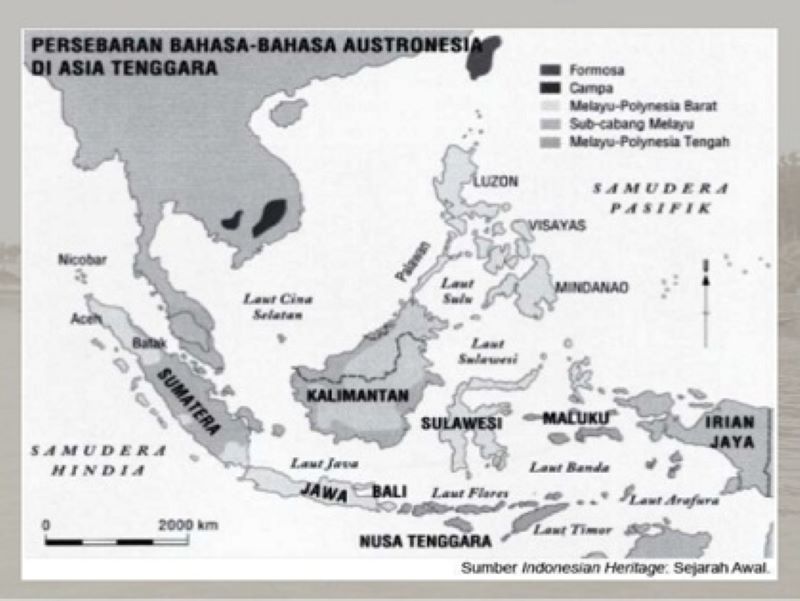 PERSEBARAN BAHASA-BAHASA AUSTRONESIA
DI ASIA TENGGARA
Formosa
Campa
Melayu-Polynesia Barat
Sub-cabang Melayu
Melayu-Polynesia Tengah
LUZON
SAMUDERA
PASIFIK
VISAYAS
Palawan
Nicobar
Laut
Sulu
MINDANAO
Laut Cina
Selatan
Aceh
Batak
Laut
Sulawesi
SUMATERA
KALIMANTAN
SULAWESI
MALUKU
IRIAN
JAYA
SAMUDERA
HINDIA
Laut Java
Laut Banda
JAWA
BALI
Laut Flores
Laut Arafura
0
2000 km
Laut Timor
NUSA TENGGARA
Sumber Indonesian Heritage: Sejarah Awal.